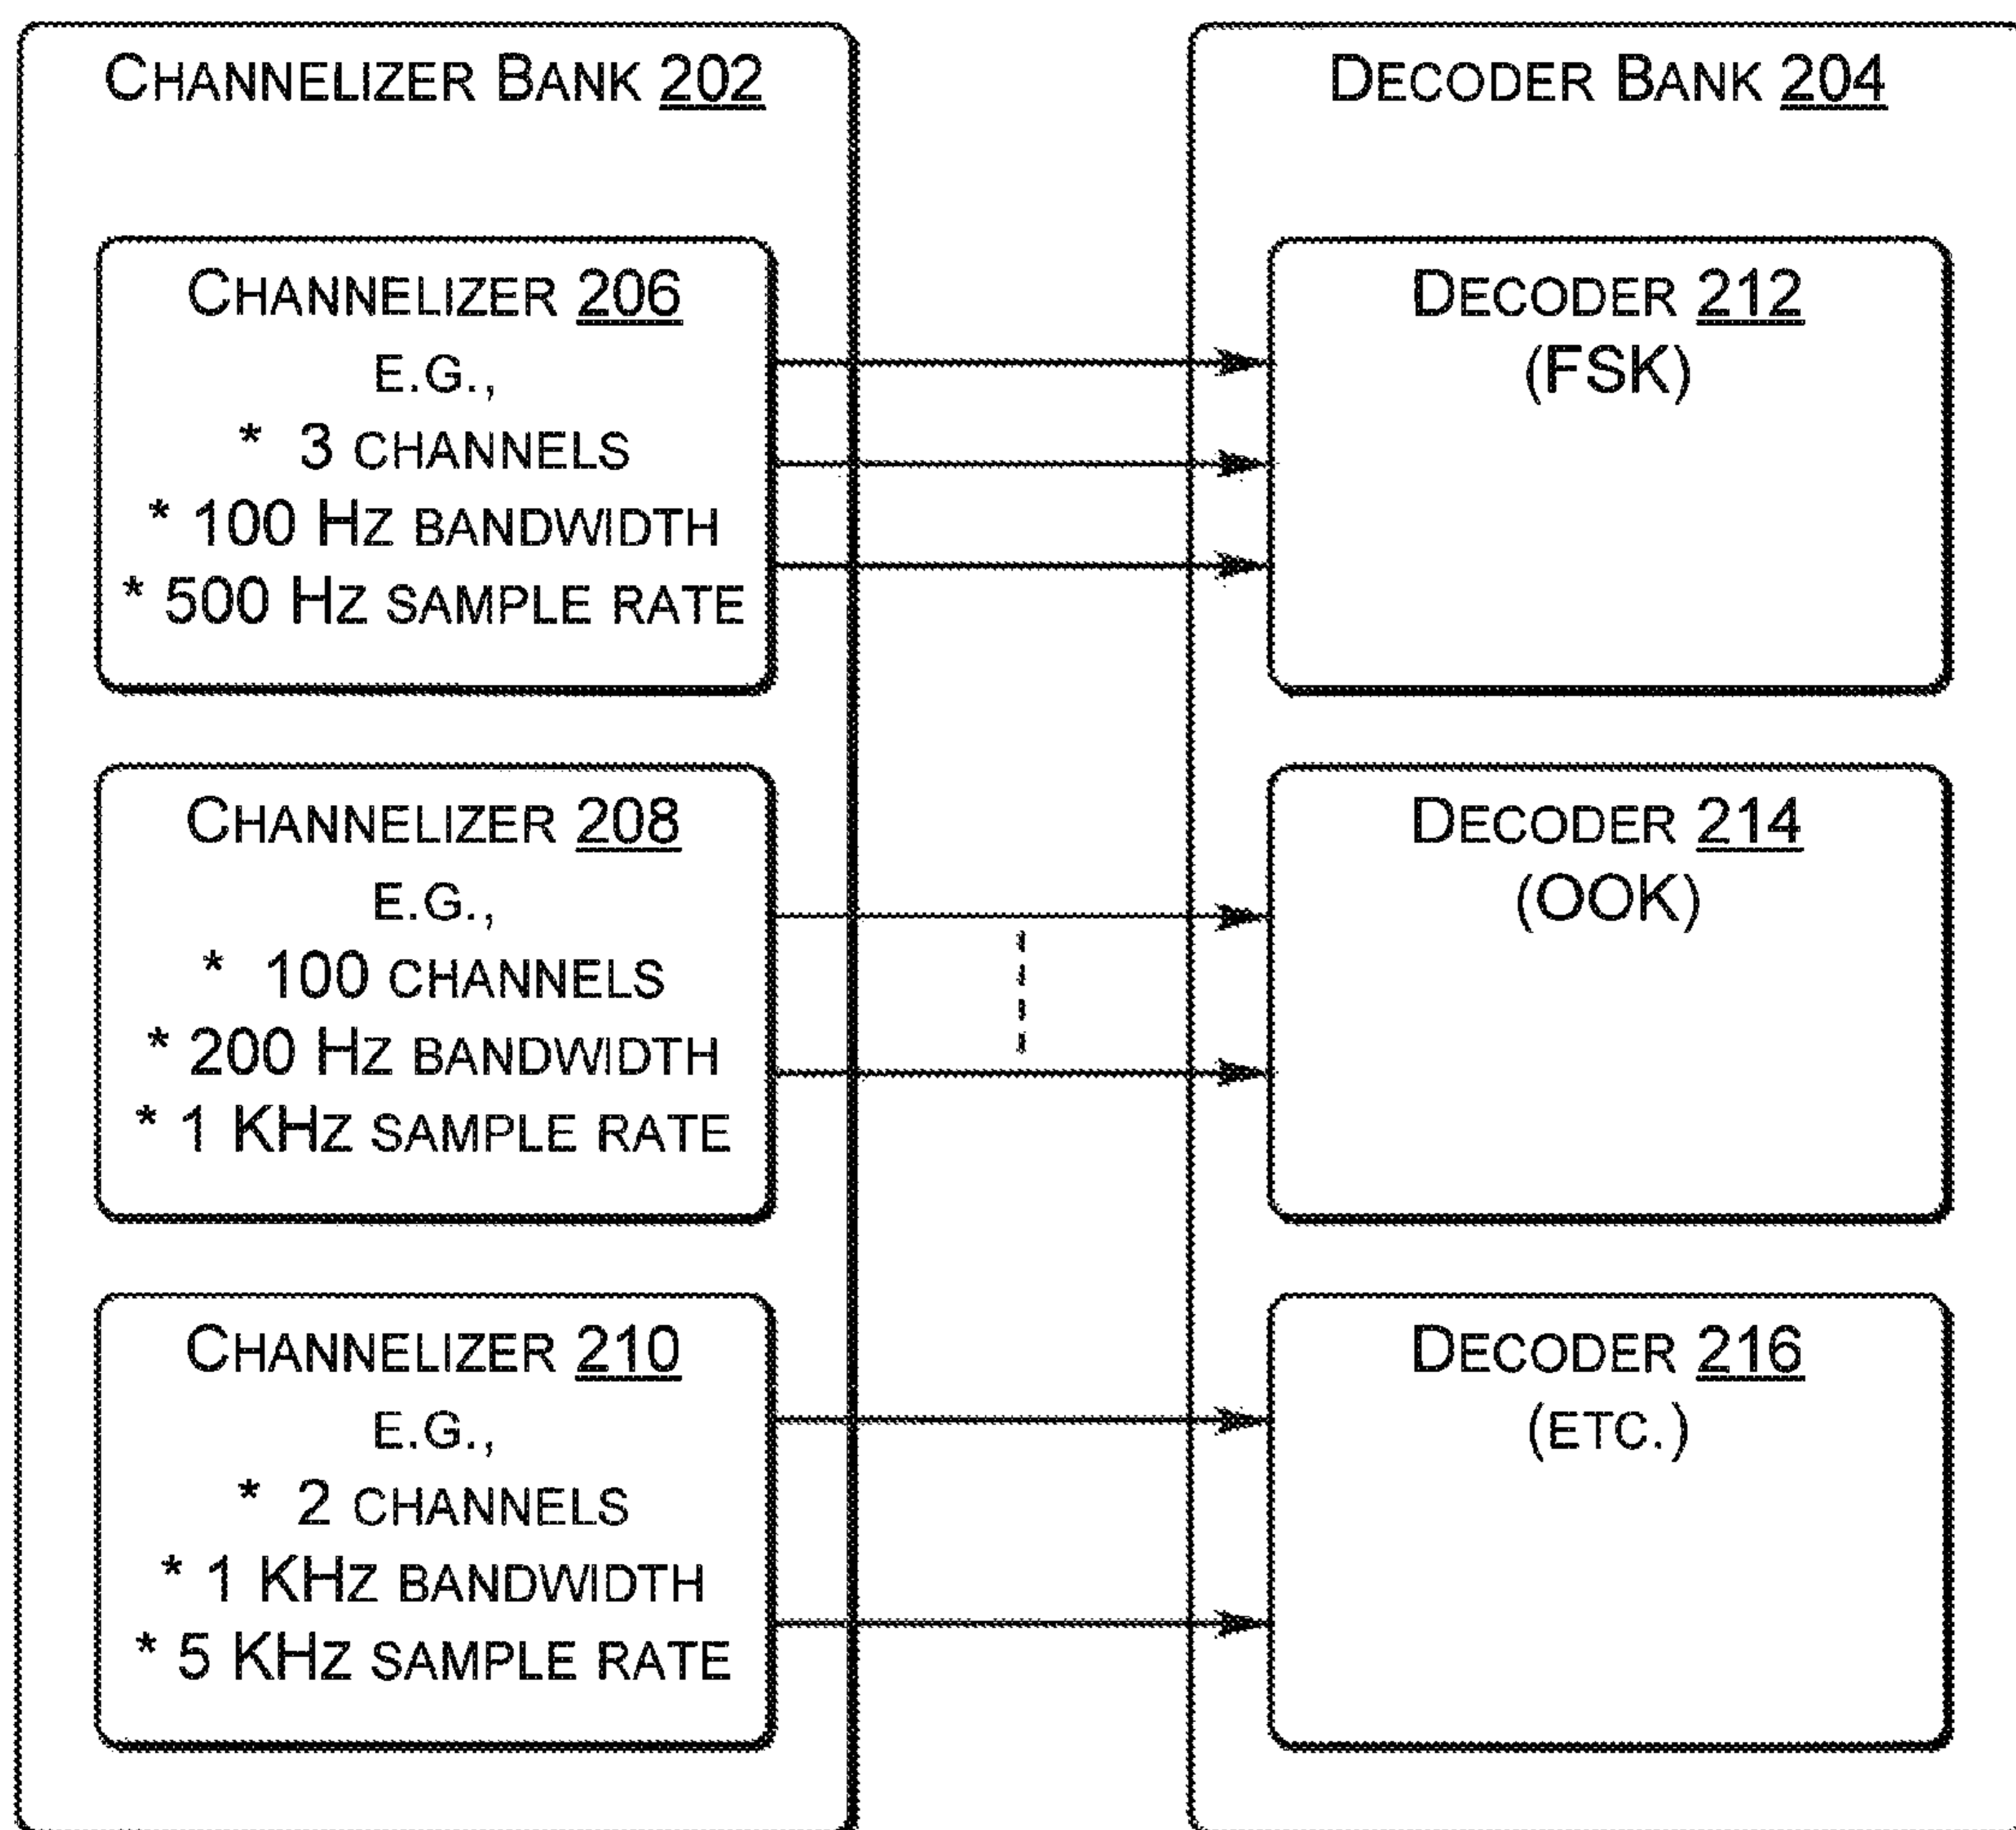 CHANNELIZER BANK 202
CHANNELIZER 206
E.G.,
* 3 CHANNELS
* 100 HZ BANDWIDTH
* 500 HZ SAMPLE RATE
CHANNELIZER 208
E.G.,
* 100 CHANNELS
* 200 HZ BANDWIDTH
* 1 KHZ SAMPLE RATE
CHANNELIZER 210
E.G.,
* 2 CHANNELS
* 1 KHZ BANDWIDTH
* 5 KHZ SAMPLE RATE
DECODER BANK 204
DECODER 212
(FSK)
DECODER 214
(OOK)
DECODER 216
(ETC.)